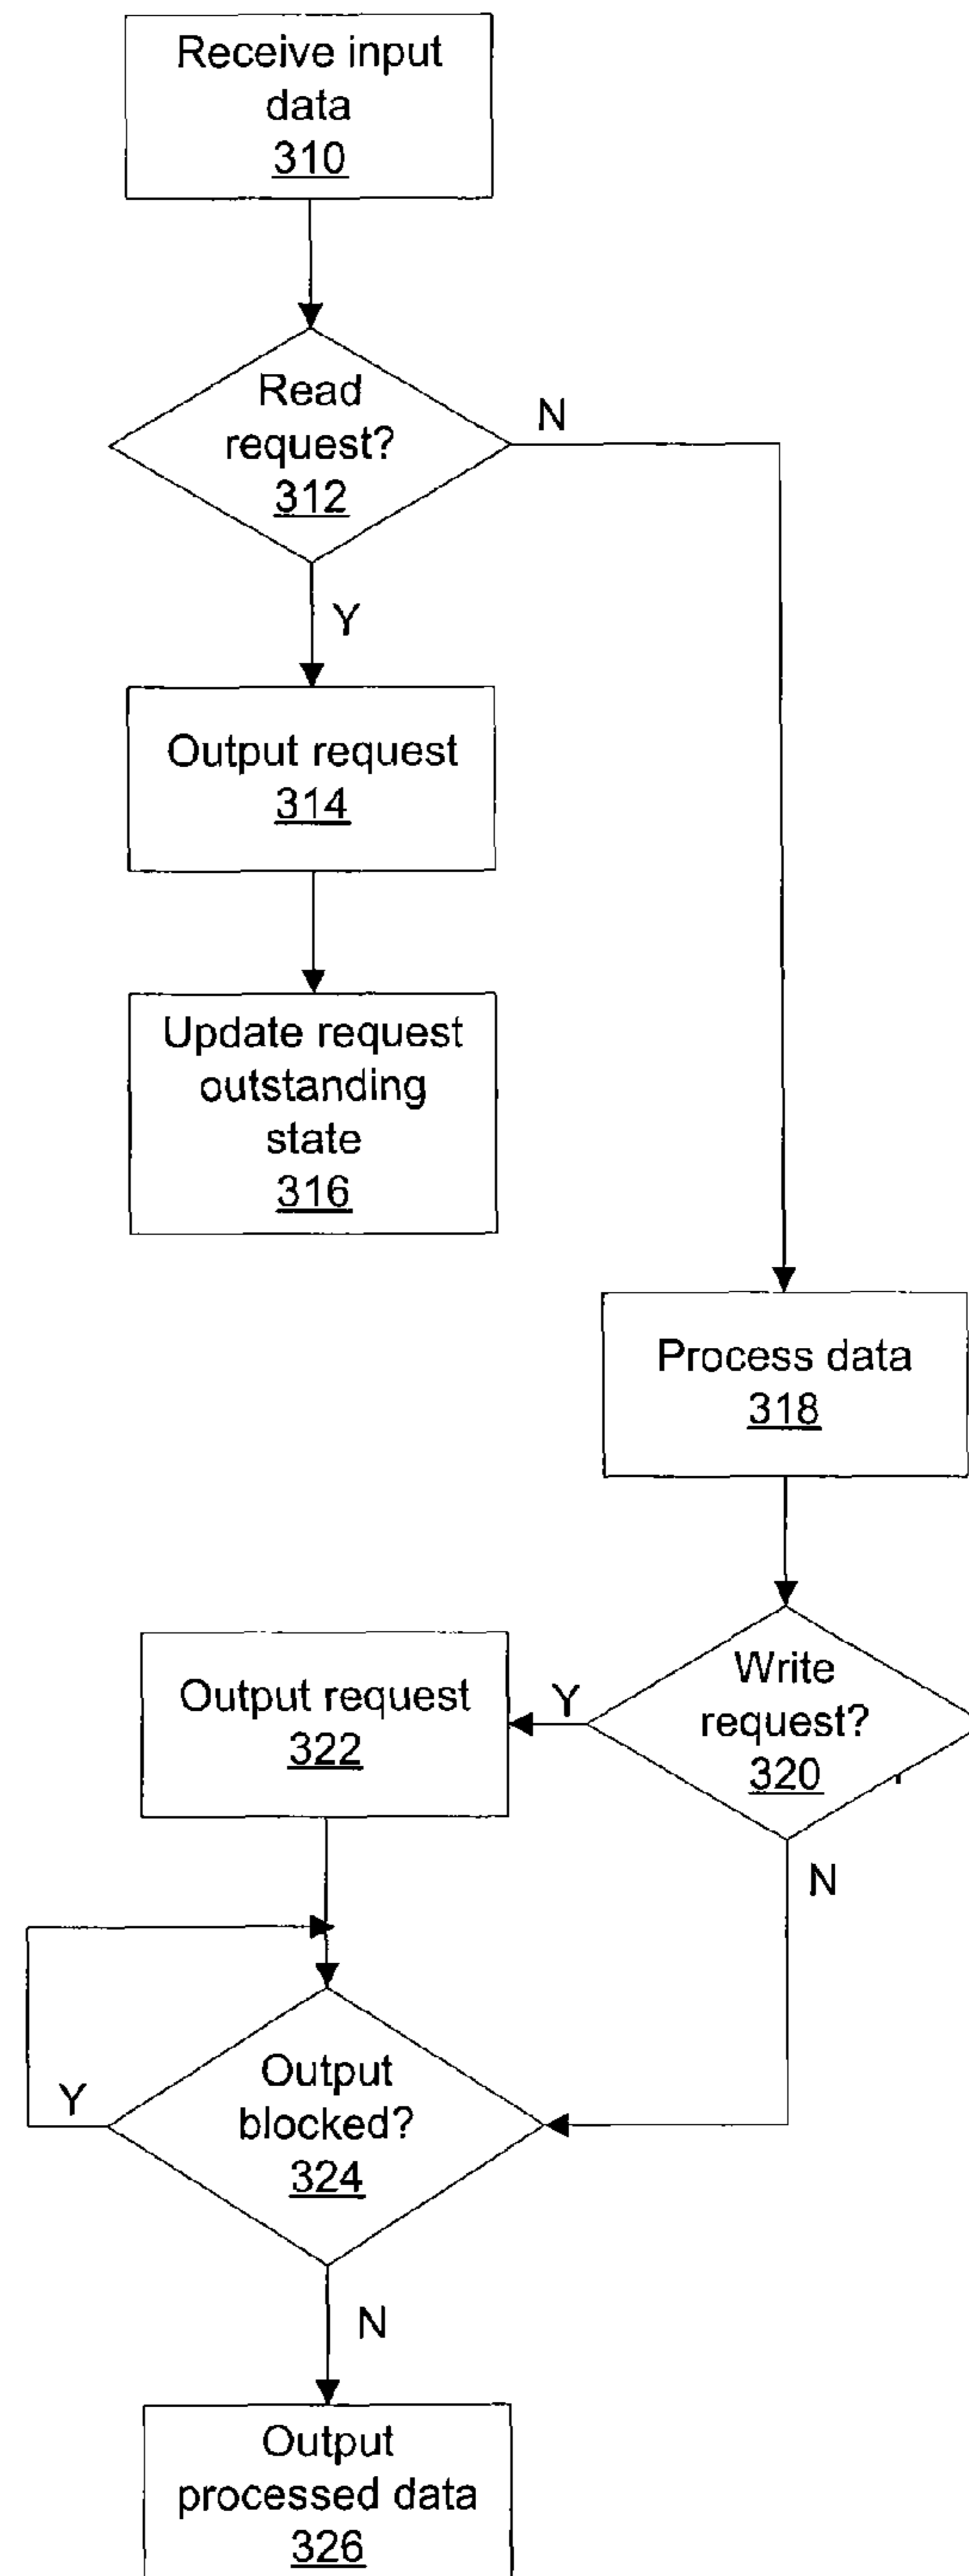 Receive input
data
310
Read
request?
312
N
Y
Output request
314
Update request
outstanding
state
316
Process data
318
Write
request?
320
Y
N
Output request
322
Output
blocked?
324
Y
N
Output
processed data
326